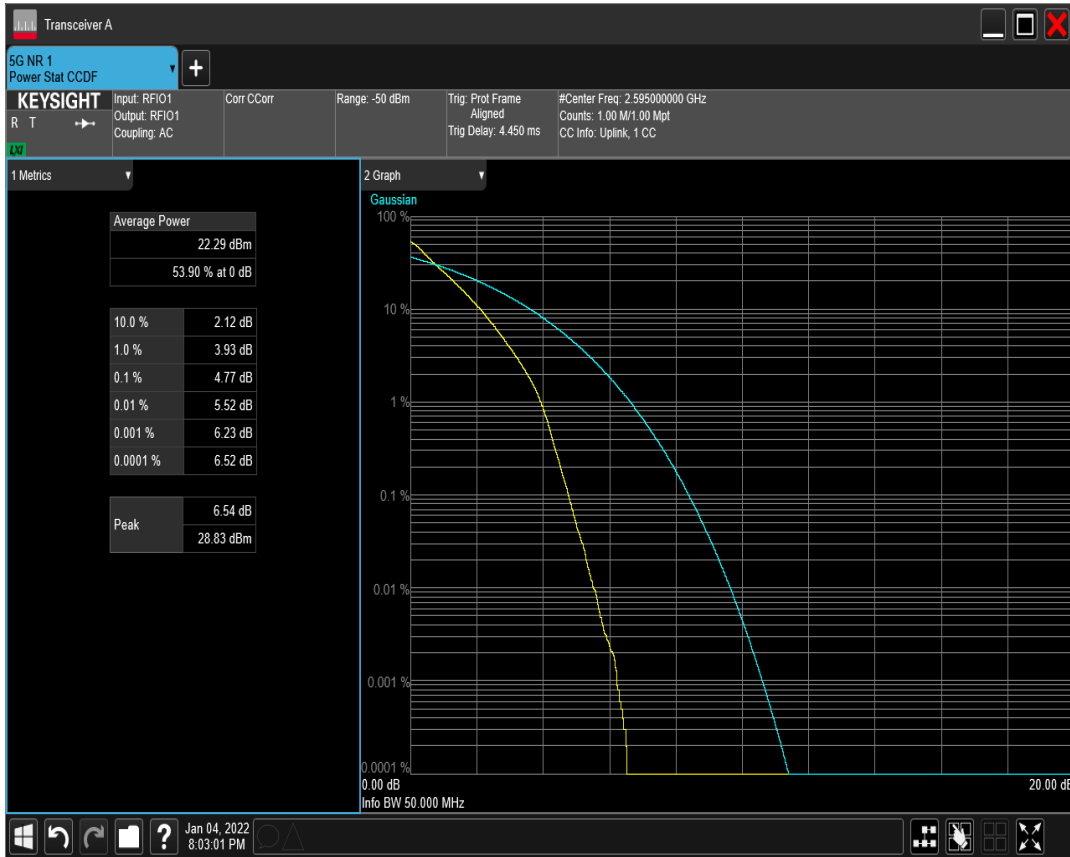 Transceiver A
5G NR 1
Power Stat CCDF
KEYSIGHT
R T
LXI
Input: RFIO1
Output: RFIO1
Coupling: AC
Corr CCorr
Range: -50 dBm
Trig: Prot Frame
Aligned
Trig Delay: 4.450 ms
#Center Freq: 2.595000000 GHz
Counts: 1.00 M/1.00 Mpt
CC Info: Uplink, 1 CC
1 Metrics
Average Power
22.29 dBm
53.90 % at 0 dB
10.0 % 2.12 dB
1.0 % 3.93 dB
0.1 % 4.77 dB
0.01 % 5.52 dB
0.001 % 6.23 dB
0.0001 % 6.52 dB
Peak
6.54 dB
28.83 dBm
2 Graph
Gaussian
100 %
10 %
1 %
0.1 %
0.01 %
0.001 %
0.0001 %
0.00 dB 20.00 dB
Info BW 50.000 MHz
Jan 04, 2022
8:03:01 PM